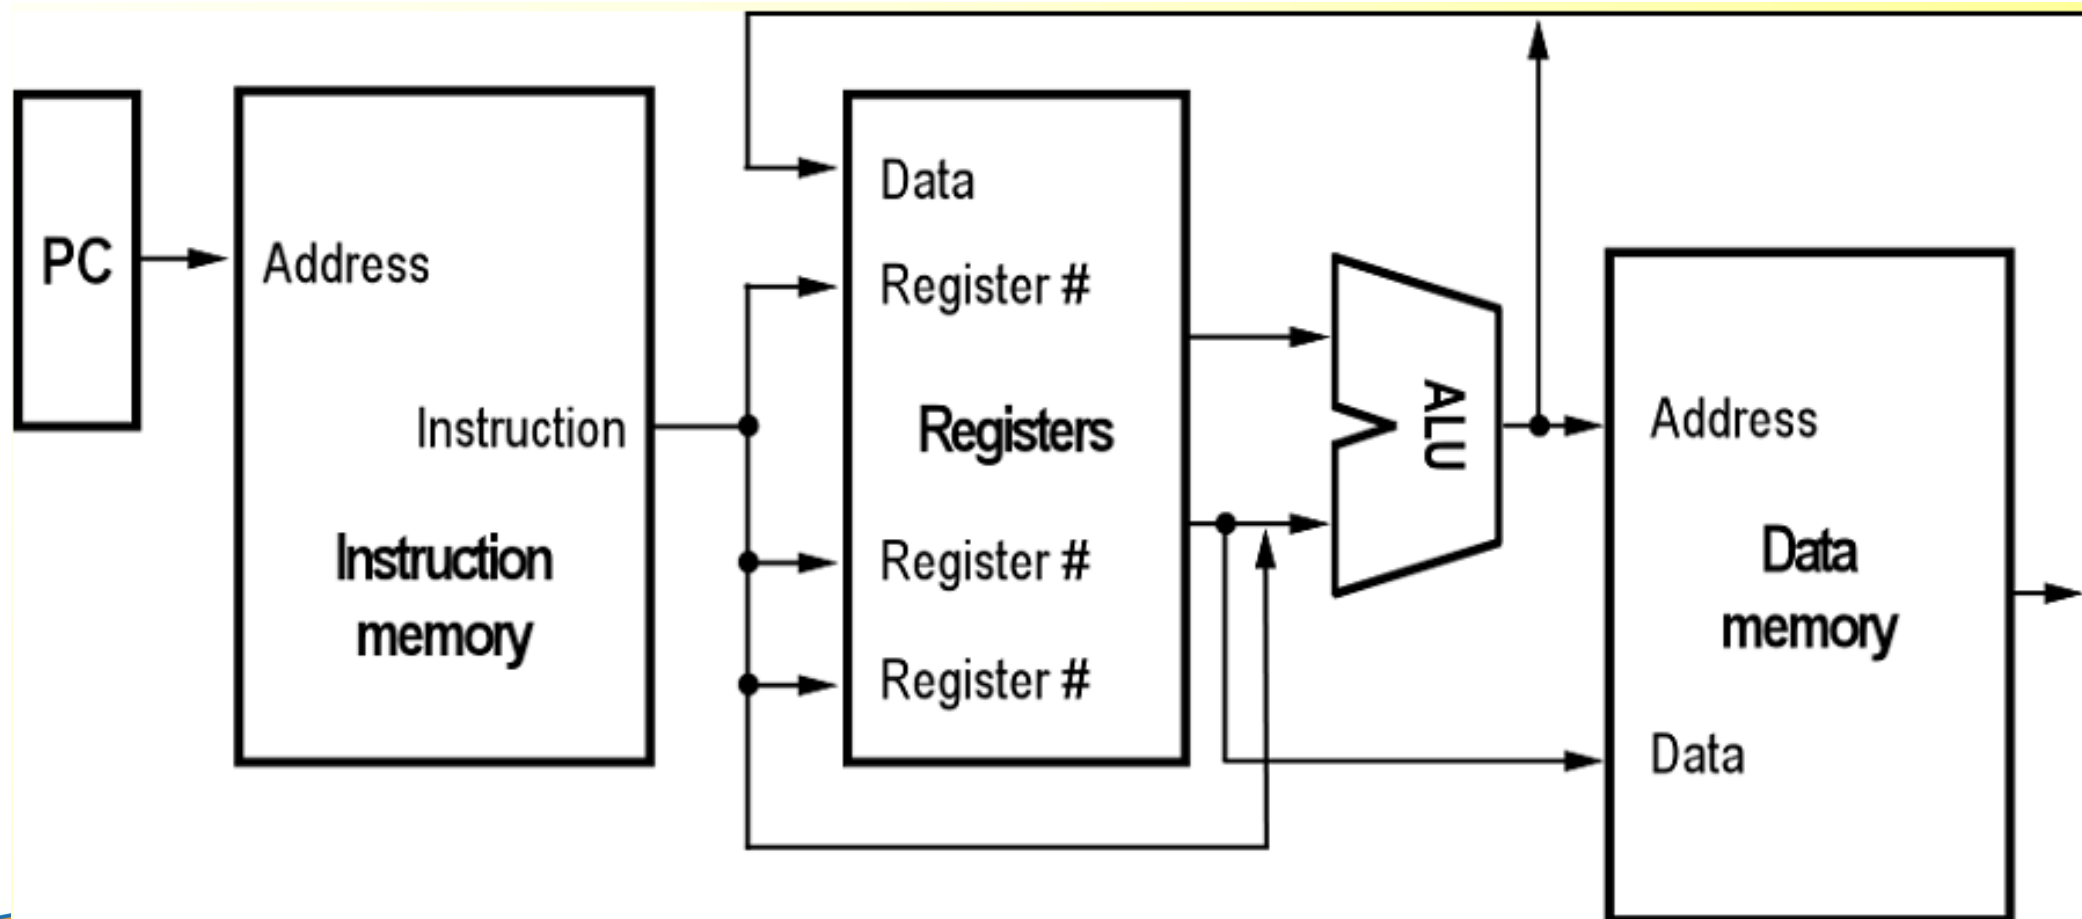 PC
Address
Instruction
Instruction
memory
Data
Register #
Registers
Register #
Register #
ALU
Address
Data
memory
Data